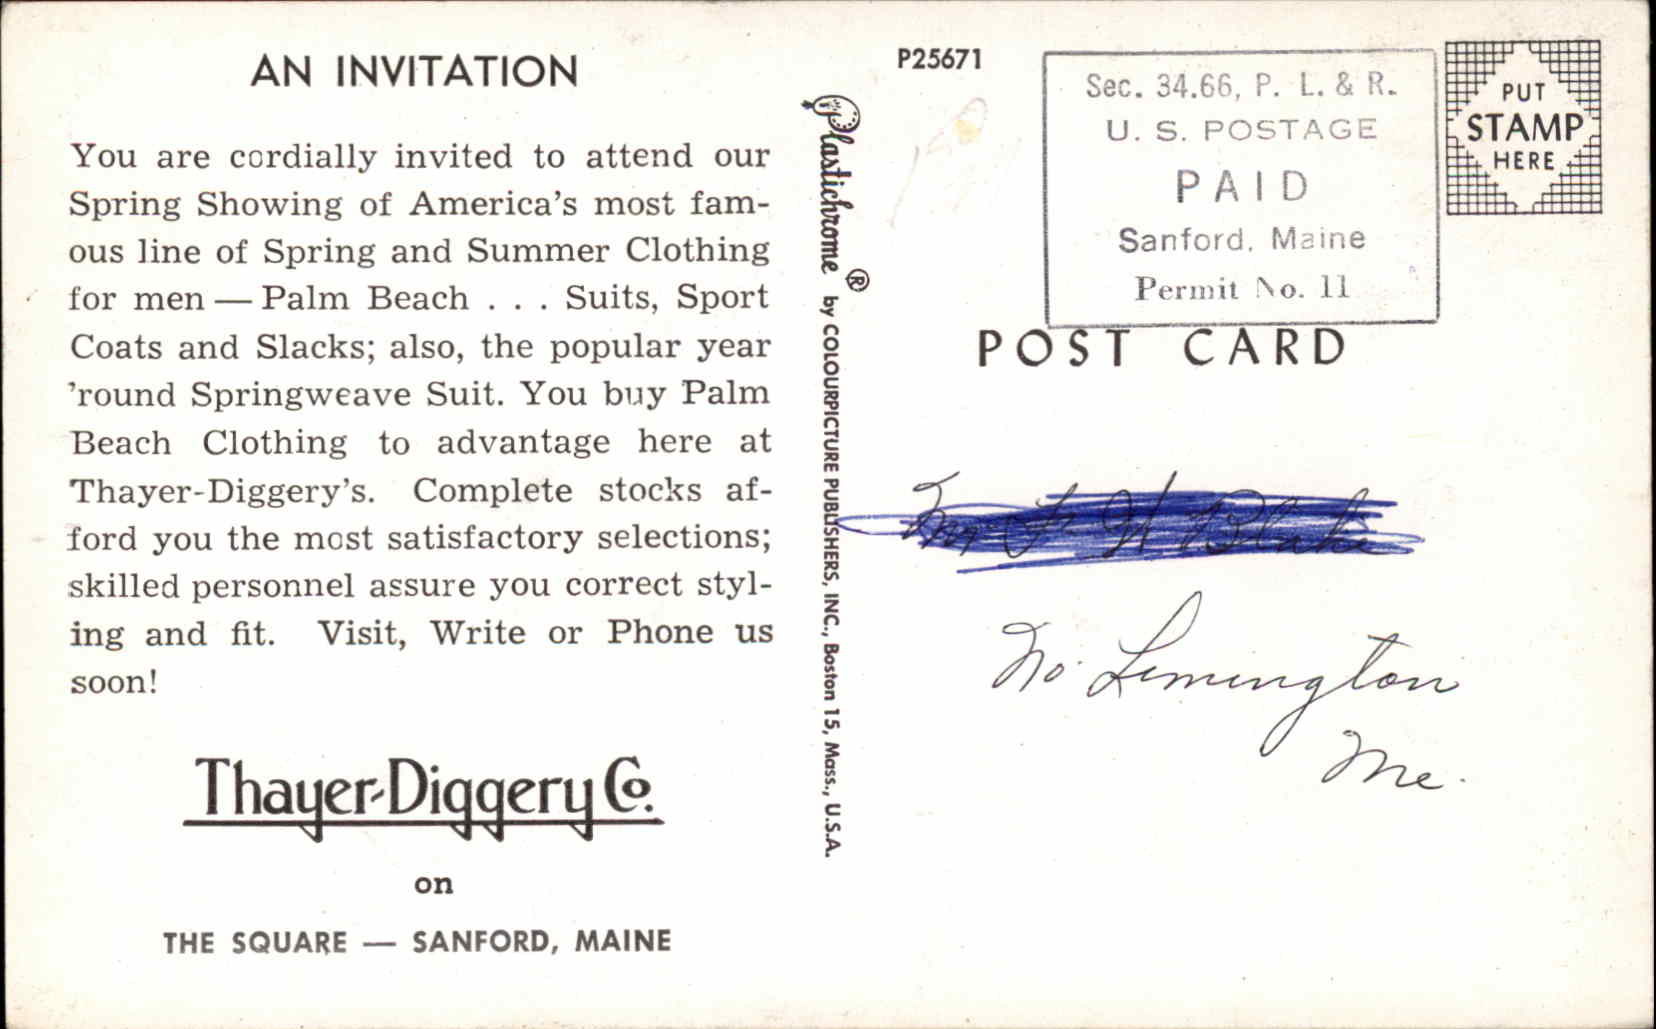 AN INVITATION
You are cordially invited to attend our
Spring Showing of America's most fam-
ous line of Spring and Summer Clothing
for men — Palm Beach . . . Suits, Sport
Coats and Slacks; also, the popular year
'round Springweave Suit. You buy Palm
Beach Clothing to advantage here at
Thayer-Diggery's. Complete stocks af-
ford you the most satisfactory selections;
skilled personnel assure you correct styl-
ing and fit. Visit, Write or Phone us
soon!
Thayer-Diggery Co.
on
THE SQUARE — SANFORD, MAINE
Plastichrome ® by COLOURPICTURE PUBLISHERS, INC., Boston 15, Mass., U.S.A.
P25671
Sec. 34.66, P. L. & R.
U. S. POSTAGE
PAID
Sanford, Maine
Permit No. 11
PUT
STAMP
HERE
POST CARD
No. Limington
Me.